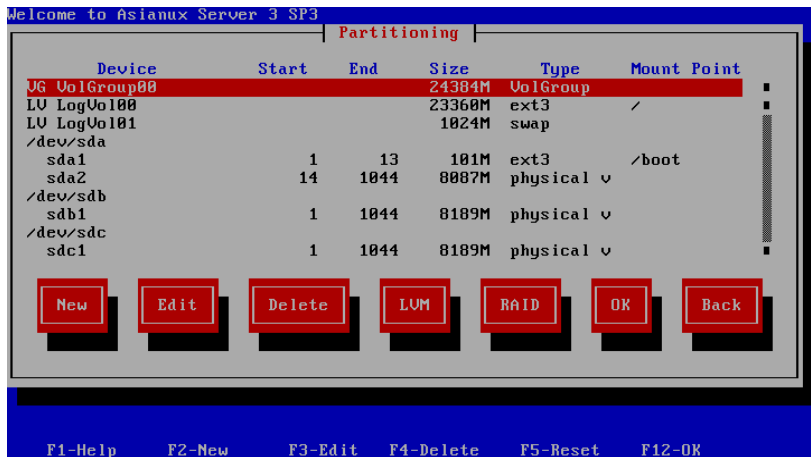 Welcome to Asianux Server 3 SP3
Partitioning
Device Start End Size Type Mount Point
VG VolGroup00 24384M VolGroup
LV LogVol00 23360M ext3 /
LV LogVol01 1024M swap
/dev/sda
sda1 1 13 101M ext3 /boot
sda2 14 1044 8087M physical v
/dev/sdb
sdb1 1 1044 8189M physical v
/dev/sdc
sdc1 1 1044 8189M physical v
New Edit Delete LVM RAID OK Back
F1-Help F2-New F3-Edit F4-Delete F5-Reset F12-OK